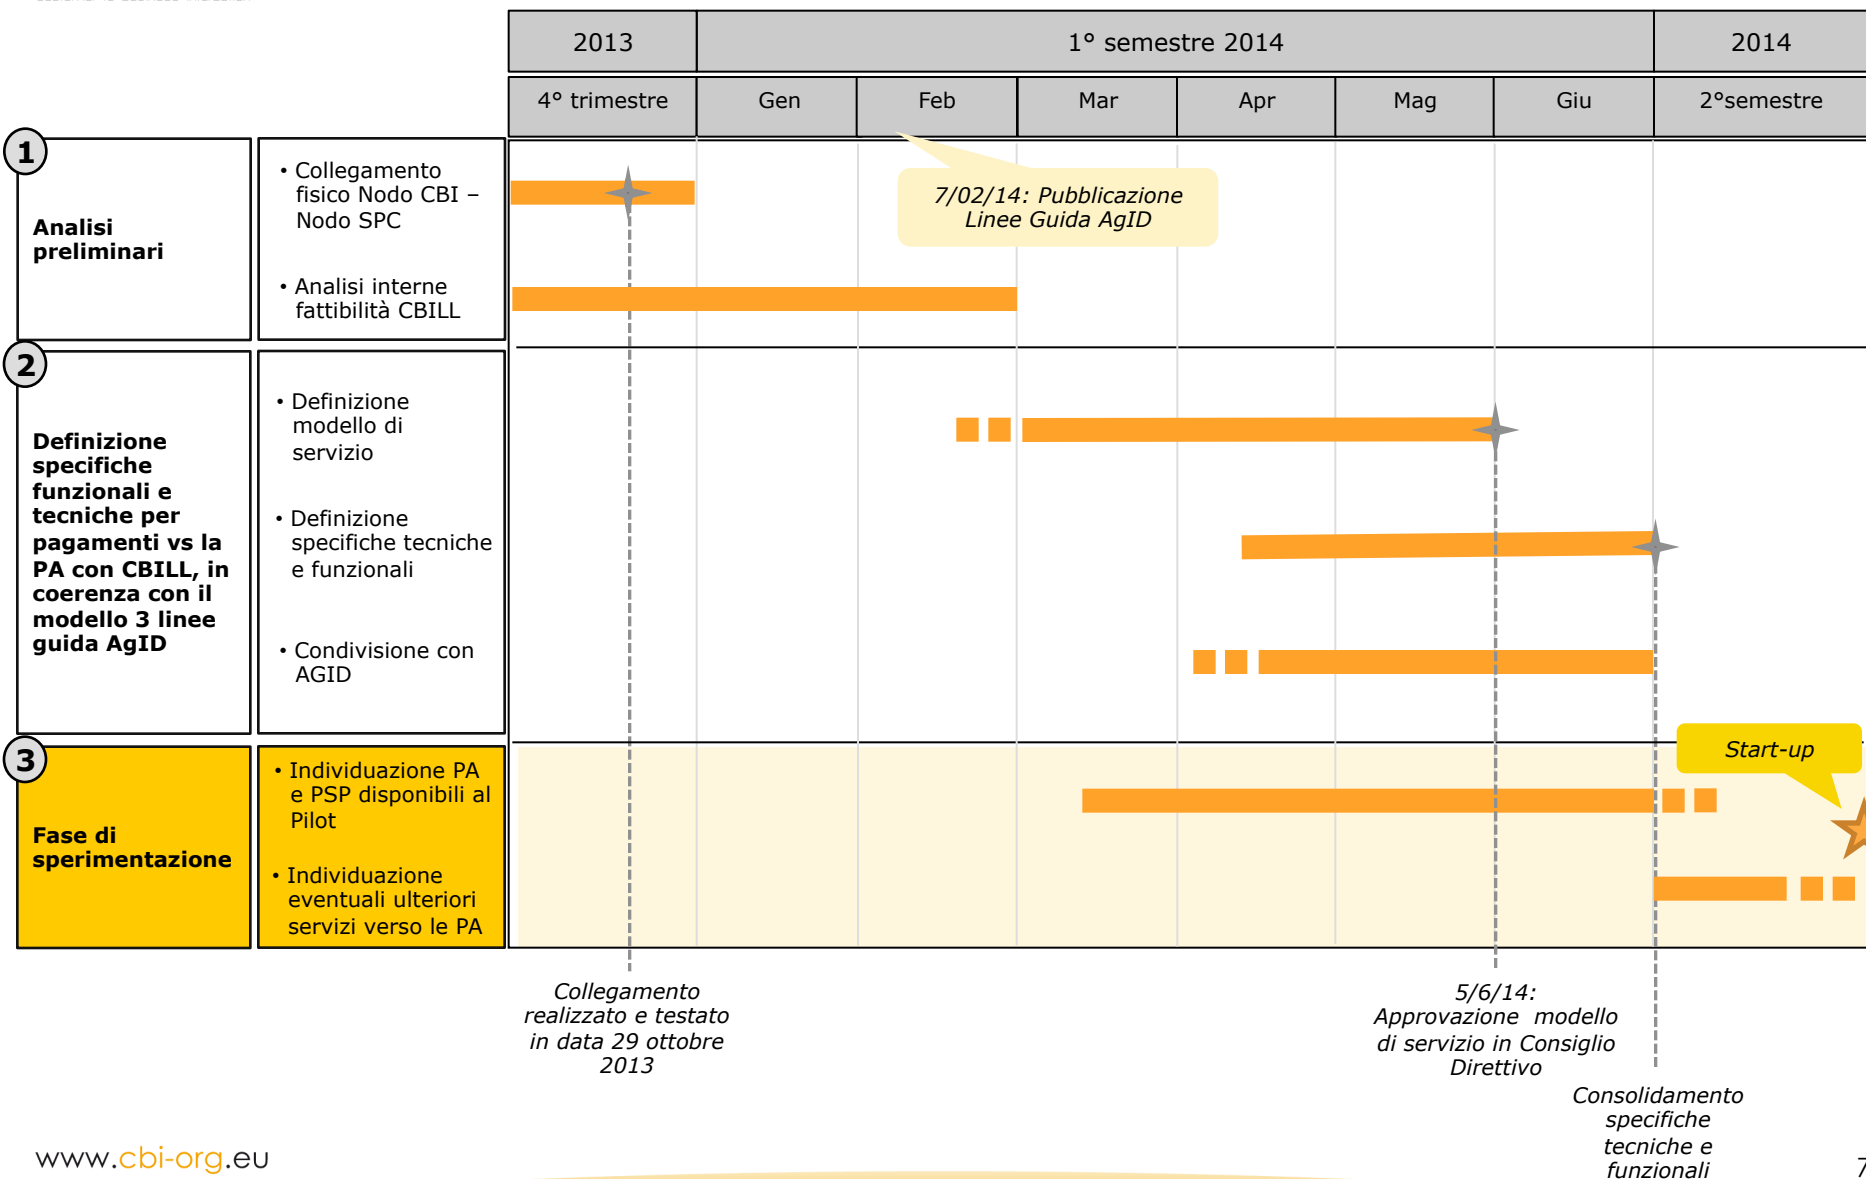 2013
1° semestre 2014
2014
4° trimestre
Gen
Feb
Mar
Apr
Mag
Giu
2°semestre
1
Analisi
preliminari
• Collegamento
fisico Nodo CBI –
Nodo SPC
• Analisi interne
fattibilità CBILL
7/02/14: Pubblicazione
Linee Guida AgID
2
Definizione
specifiche
funzionali e
tecniche per
pagamenti vs la
PA con CBILL, in
coerenza con il
modello 3 linee
guida AgID
• Definizione
modello di
servizio
• Definizione
specifiche tecniche
e funzionali
• Condivisione con
AGID
3
Fase di
sperimentazione
• Individuazione PA
e PSP disponibili al
Pilot
• Individuazione
eventuali ulteriori
servizi verso le PA
Start-up
Collegamento
realizzato e testato
in data 29 ottobre
2013
5/6/14:
Approvazione modello
di servizio in Consiglio
Direttivo
Consolidamento
specifiche
tecniche e
funzionali
www.cbi-org.eu
7